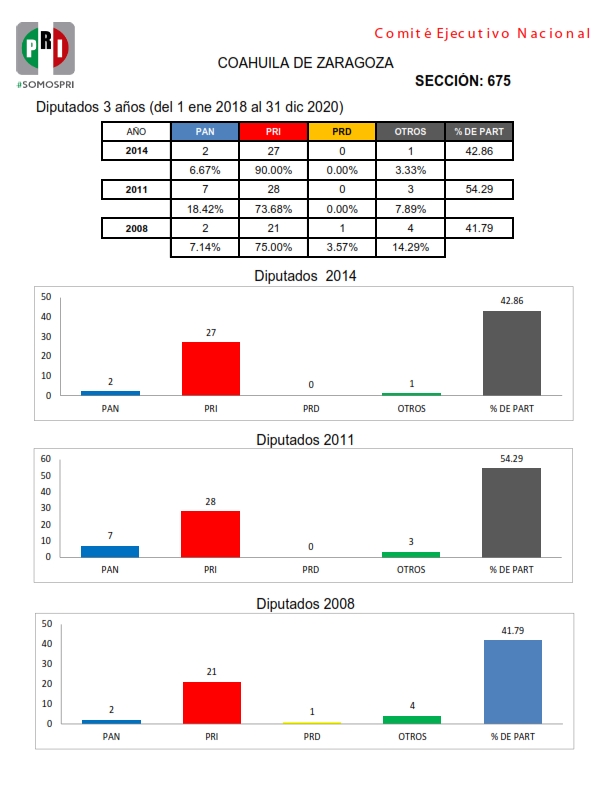 PRI
Comité Ejecutivo Nacional
#SOMOSPRI
COAHUILA DE ZARAGOZA
SECCIÓN: 675
Diputados 3 años (del 1 ene 2018 al 31 dic 2020)
AÑO PAN PRI PRD OTROS % DE PART
2014 2 27 0 1 42.86
6.67% 90.00% 0.00% 3.33%
2011 7 28 0 3 54.29
18.42% 73.68% 0.00% 7.89%
2008 2 21 1 4 41.79
7.14% 75.00% 3.57% 14.29%
Diputados 2014
50
40
30
20
10
0
2 27 0 1 42.86
PAN PRI PRD OTROS % DE PART
Diputados 2011
60
50
40
30
20
10
0
7 28 0 3 54.29
PAN PRI PRD OTROS % DE PART
Diputados 2008
50
40
30
20
10
0
2 21 1 4 41.79
PAN PRI PRD OTROS % DE PART